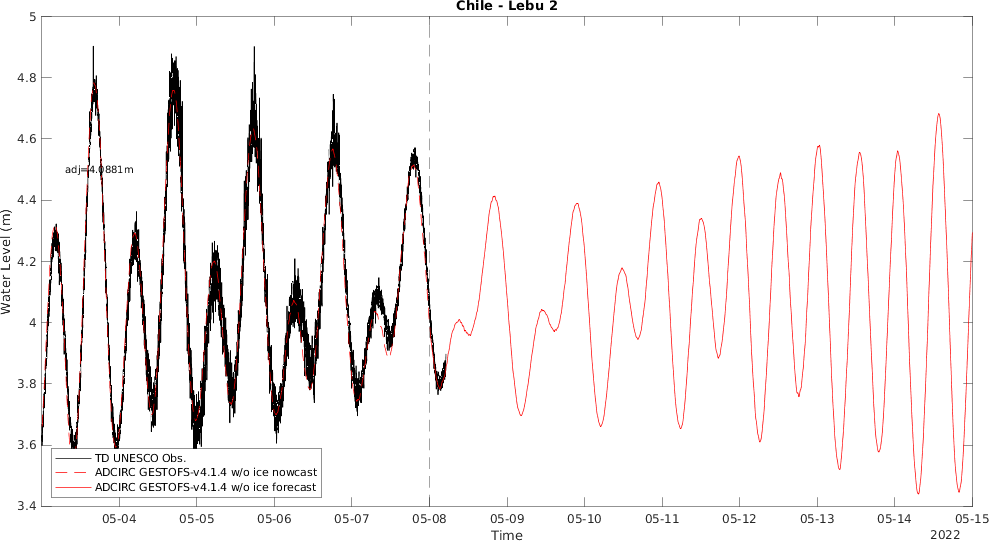 Chile - Lebu 2
5
4.8
4.6
4.4
4.2
4
3.8
3.6
3.4
Water Level (m)
adj=4.0881m
TD UNESCO Obs.
ADCIRC GESTOFS-v4.1.4 w/o ice nowcast
ADCIRC GESTOFS-v4.1.4 w/o ice forecast
05-04 05-05 05-06 05-07 05-08 05-09 05-10 05-11 05-12 05-13 05-14 05-15
Time
2022